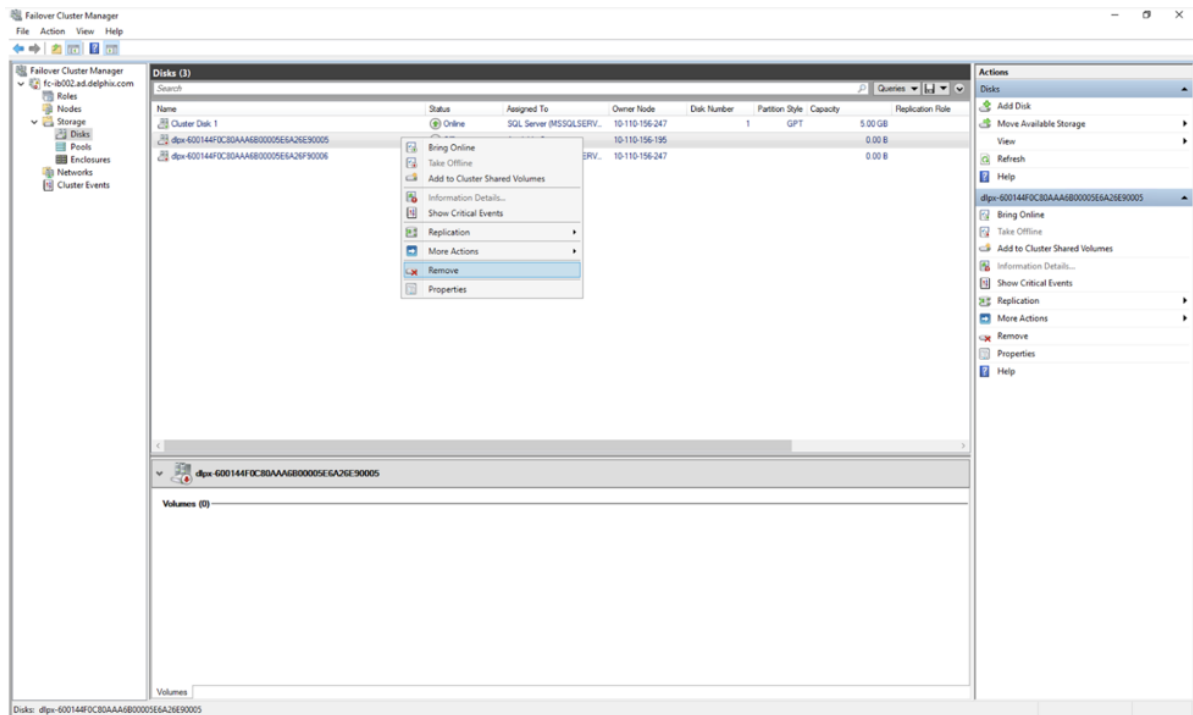 Failover Cluster Manager
File Action View Help
Failover Cluster Manager
fc-ib002.ad.delphix.com
Roles
Nodes
Storage
Disks
Pools
Enclosures
Networks
Cluster Events
Disks (3)
Search
Queries
Name Status Assigned To Owner Node Disk Number Partition Style Capacity Replication Role
Cluster Disk 1 Online SQL Server (MSSQLSERV... 10-110-156-247 1 GPT 5.00 GB
dlpx-600144F0C80AAA6B00005E6A26E90005 10-110-156-195 0.00 B
dlpx-600144F0C80AAA6B00005E6A26F90006 ERV... 10-110-156-247 0.00 B
Bring Online
Take Offline
Add to Cluster Shared Volumes
Information Details...
Show Critical Events
Replication
More Actions
Remove
Properties
dlpx-600144F0C80AAA6B00005E6A26E90005
Volumes (0)
Volumes
Actions
Disks
Add Disk
Move Available Storage
View
Refresh
Help
dlpx-600144F0C80AAA6B00005E6A26E90005
Bring Online
Take Offline
Add to Cluster Shared Volumes
Information Details...
Show Critical Events
Replication
More Actions
Remove
Properties
Help
Disks: dlpx-600144F0C80AAA6B00005E6A26E90005